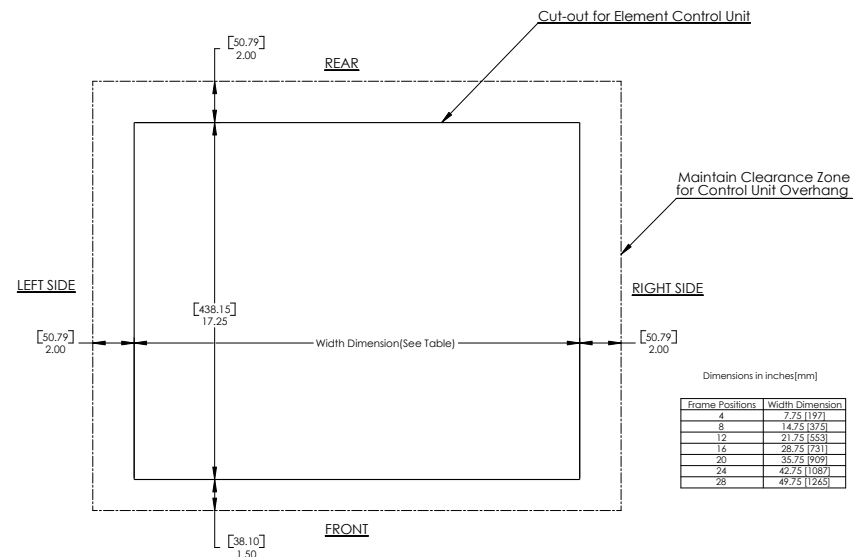 Cut-out for Element Control Unit
[50.79]
2.00
REAR
Maintain Clearance Zone
for Control Unit Overhang
LEFT SIDE
RIGHT SIDE
[438.15]
17.25
[50.79]
2.00
Width Dimension(See Table)
[50.79]
2.00
Dimensions in inches[mm]
Frame Positions Width Dimension
4 7.75 [197]
8 14.75 [375]
12 21.75 [553]
16 28.75 [731]
20 35.75 [909]
24 42.75 [1087]
28 49.75 [1265]
FRONT
[38.10]
1.50